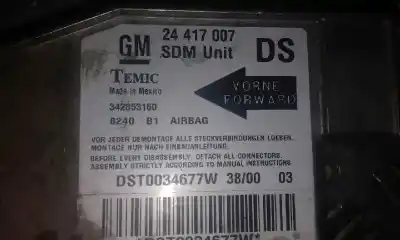 GM 24 417 007 DS
SDM Unit
TEMIC
Made in Mexico
VORNE
FORWARD
342853160
8240 B1 AIRBAG
VOR JEDER DEMONTAGE ALLE STECKVERBINDUNGEN LOESEN.
MONTAGE NUR NACH EINBAUANLEITUNG.
BEFORE EVERY DISASSEMBLY, DETACH ALL CONNECTORS.
ASSEMBLY STRICTLY ACCORDING TO MANUAL INSTRUCTIONS
DST0034677W 38/00 03
*DST0034677W*